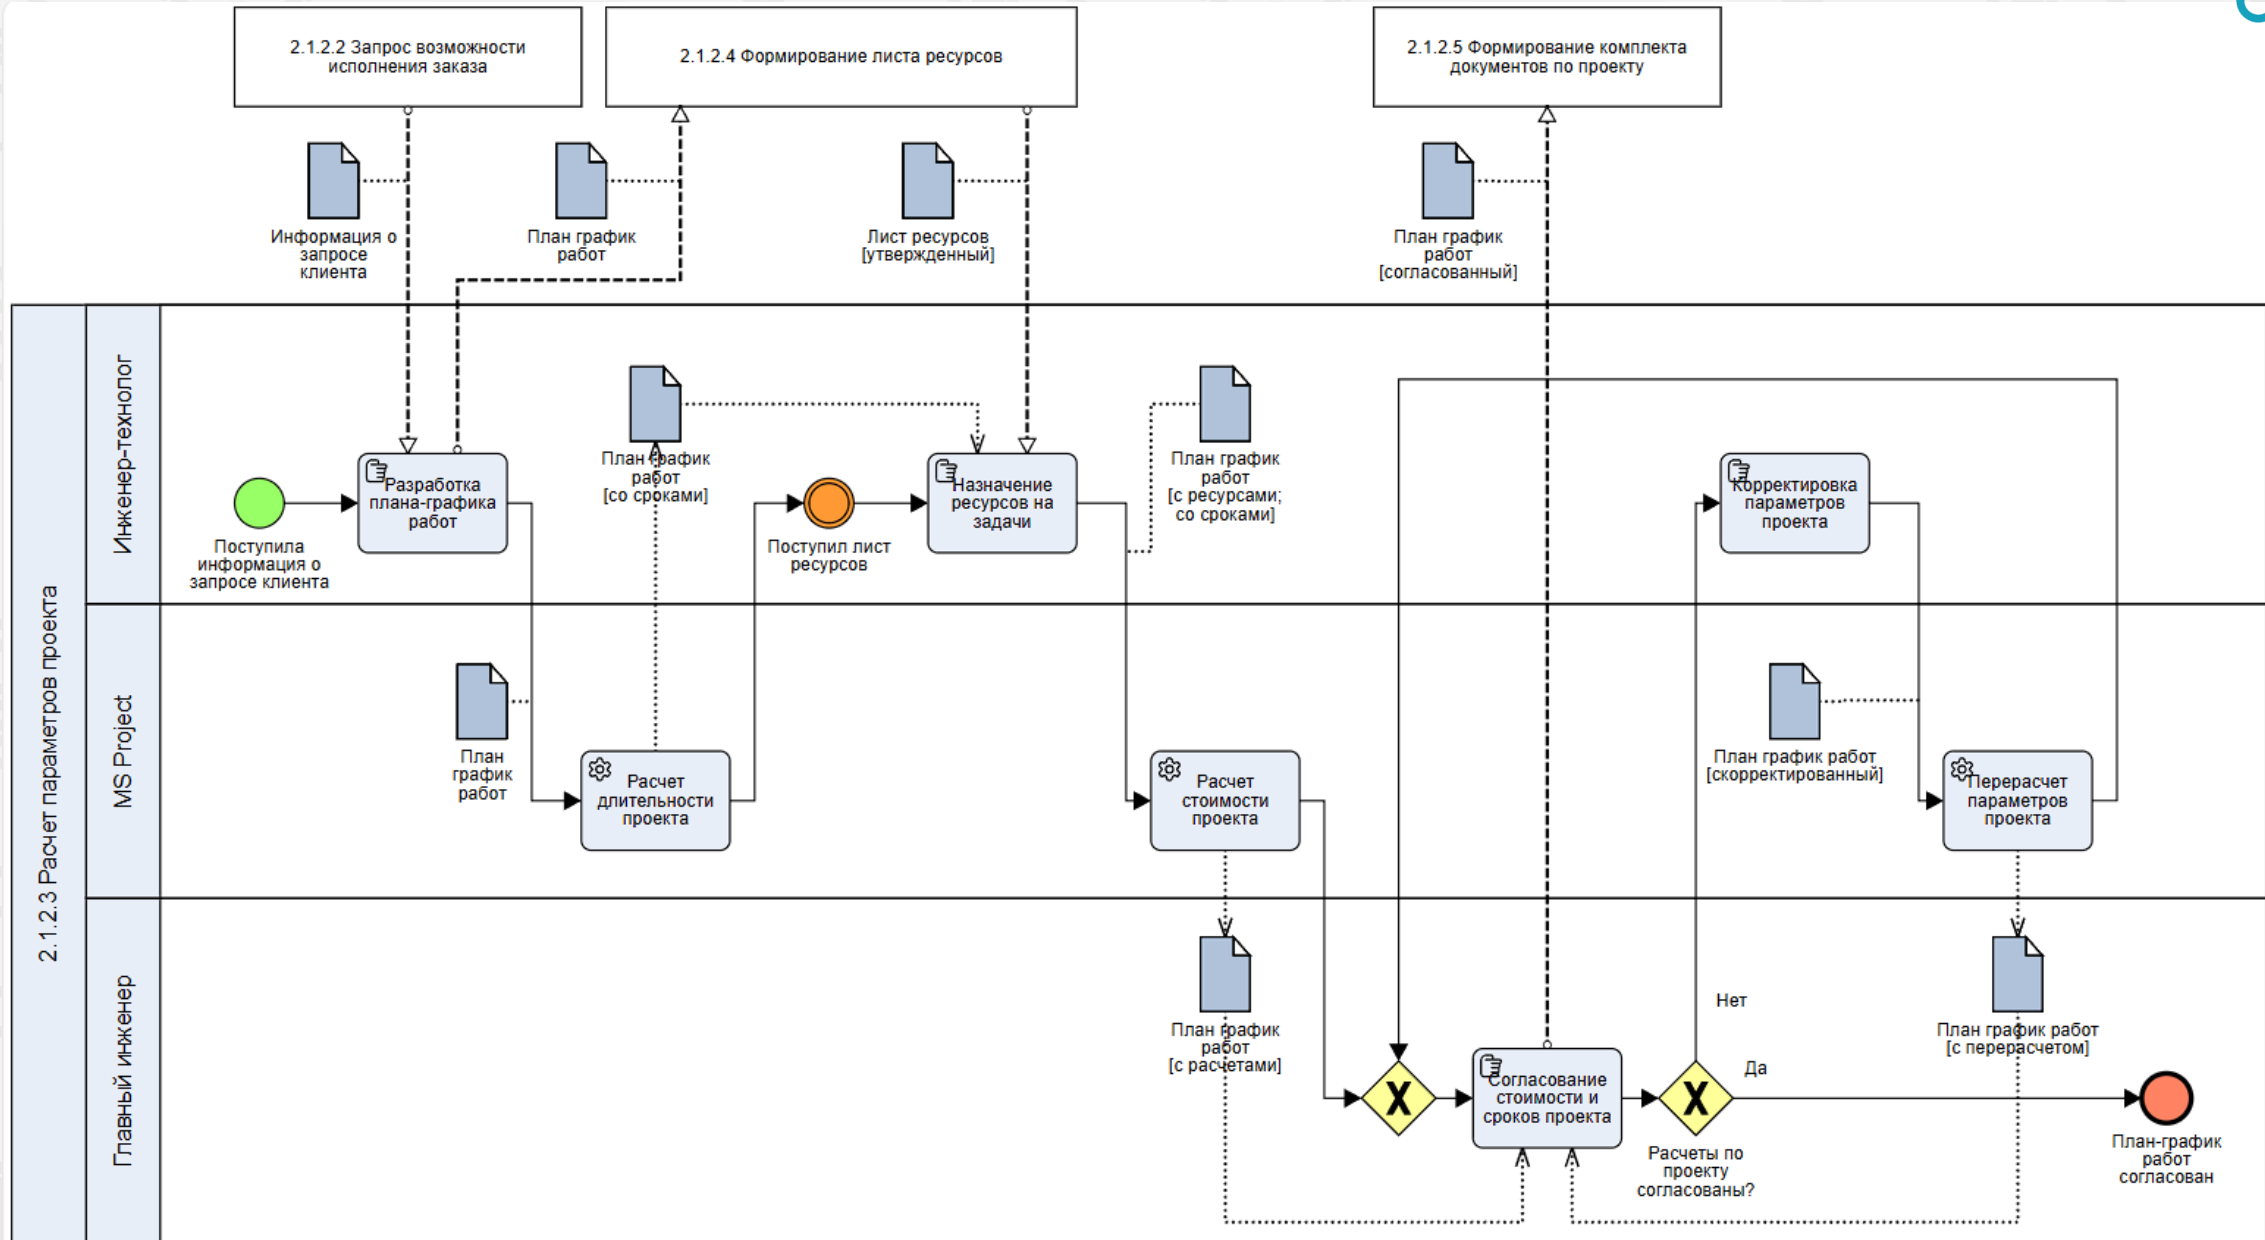 2.1.2.2 Запрос возможности
исполнения заказа
2.1.2.4 Формирование листа ресурсов
2.1.2.5 Формирование комплекта
документов по проекту
Информация о
запросе
клиента
План график
работ
Лист ресурсов
[утвержденный]
План график
работ
[согласованный]
2.1.2.3 Расчет параметров проекта
Инженер-технолог
Поступила
информация о
запросе клиента
Разработка
плана-графика
работ
План график
работ
[со сроками]
Поступил лист
ресурсов
Назначение
ресурсов на
задачи
План график
работ
[с ресурсами;
со сроками]
Корректировка
параметров
проекта
MS Project
План
график
работ
Расчет
длительности
проекта
Расчет
стоимости
проекта
План график работ
[скорректированный]
Перерасчет
параметров
проекта
Главный инженер
План график
работ
[с расчетами]
X
Согласование
стоимости и
сроков проекта
X
Расчеты по
проекту
согласованы?
Нет
Да
План график работ
[с перерасчетом]
План-график
работ
согласован